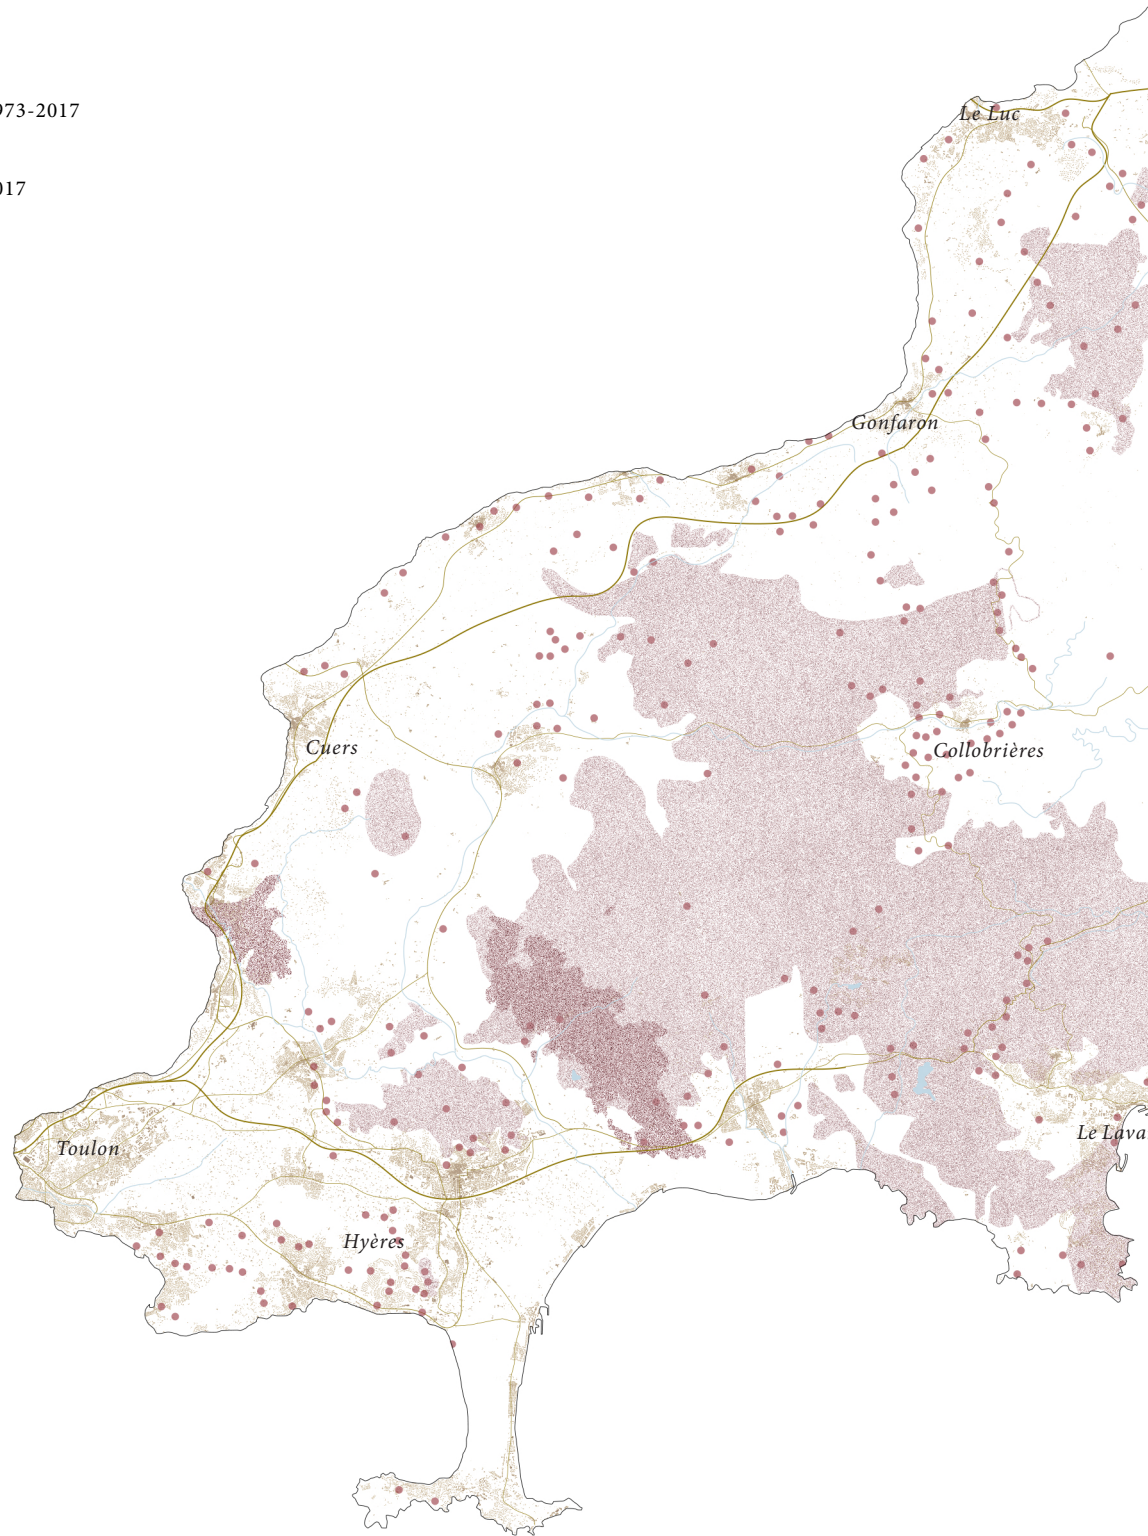 973-2017
017
Le Luc
Gonfaron
Cuers
Collobrières
Toulon
Le Lava
Hyères